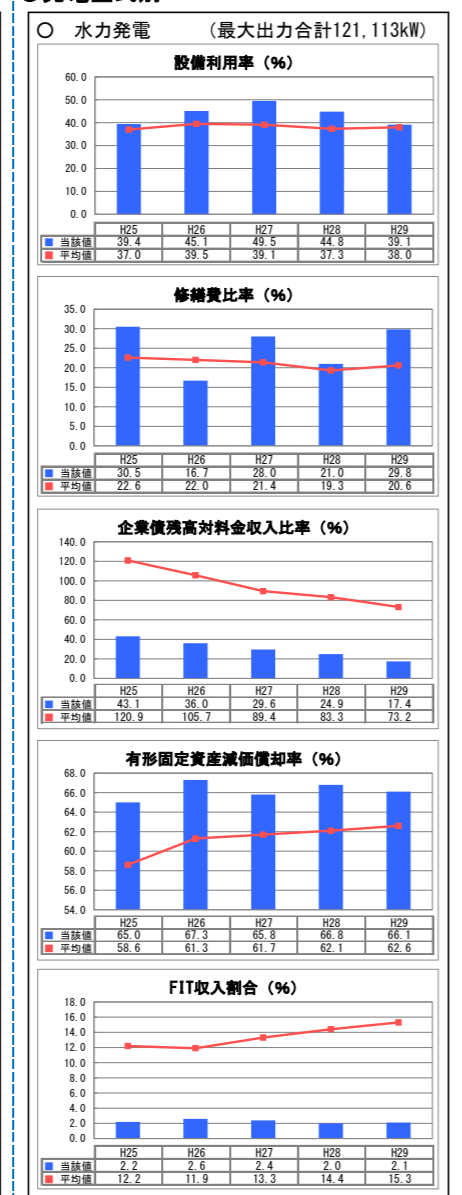 ○ 水力発電 (最大出力合計121,113kW)
設備利用率（%）
60.0
50.0
40.0
30.0
20.0
10.0
0.0
H25 H26 H27 H28 H29
当該値 39.4 45.1 49.5 44.8 39.1
平均値 37.0 39.5 39.1 37.3 38.0
修繕費比率（%）
35.0
30.0
25.0
20.0
15.0
10.0
5.0
0.0
H25 H26 H27 H28 H29
当該値 30.5 16.7 28.0 21.0 29.8
平均値 22.6 22.0 21.4 19.3 20.6
企業債残高対料金収入比率（%）
140.0
120.0
100.0
80.0
60.0
40.0
20.0
0.0
H25 H26 H27 H28 H29
当該値 43.1 36.0 29.6 24.9 17.4
平均値 120.9 105.7 89.4 83.3 73.2
有形固定資産減価償却率（%）
68.0
66.0
64.0
62.0
60.0
58.0
56.0
54.0
H25 H26 H27 H28 H29
当該値 65.0 67.3 65.8 66.8 66.1
平均値 58.6 61.3 61.7 62.1 62.6
FIT収入割合（%）
18.0
16.0
14.0
12.0
10.0
8.0
6.0
4.0
2.0
0.0
H25 H26 H27 H28 H29
当該値 2.2 2.6 2.4 2.0 2.1
平均値 12.2 11.9 13.3 14.4 15.3